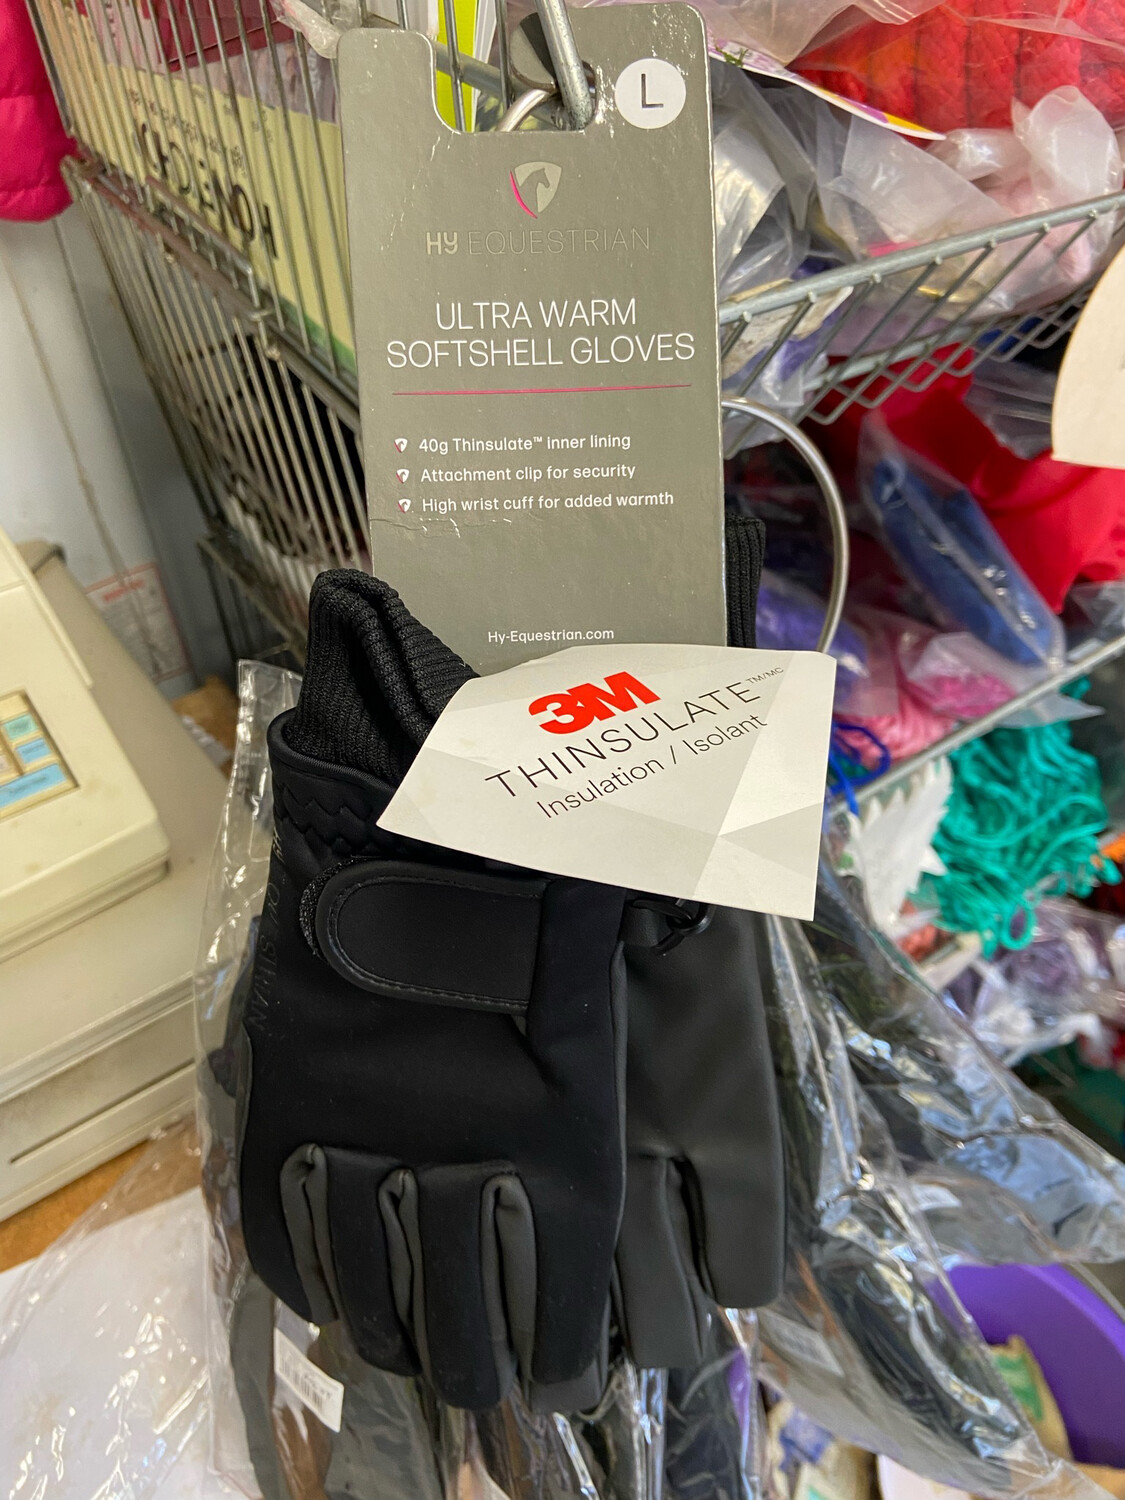 L
HY EQUESTRIAN
ULTRA WARM
SOFTSHELL GLOVES
40g Thinsulate™ inner lining
Attachment clip for security
High wrist cuff for added warmth
Hy-Equestrian.com
3M
THINSULATE™/MC
Insulation / Isolant